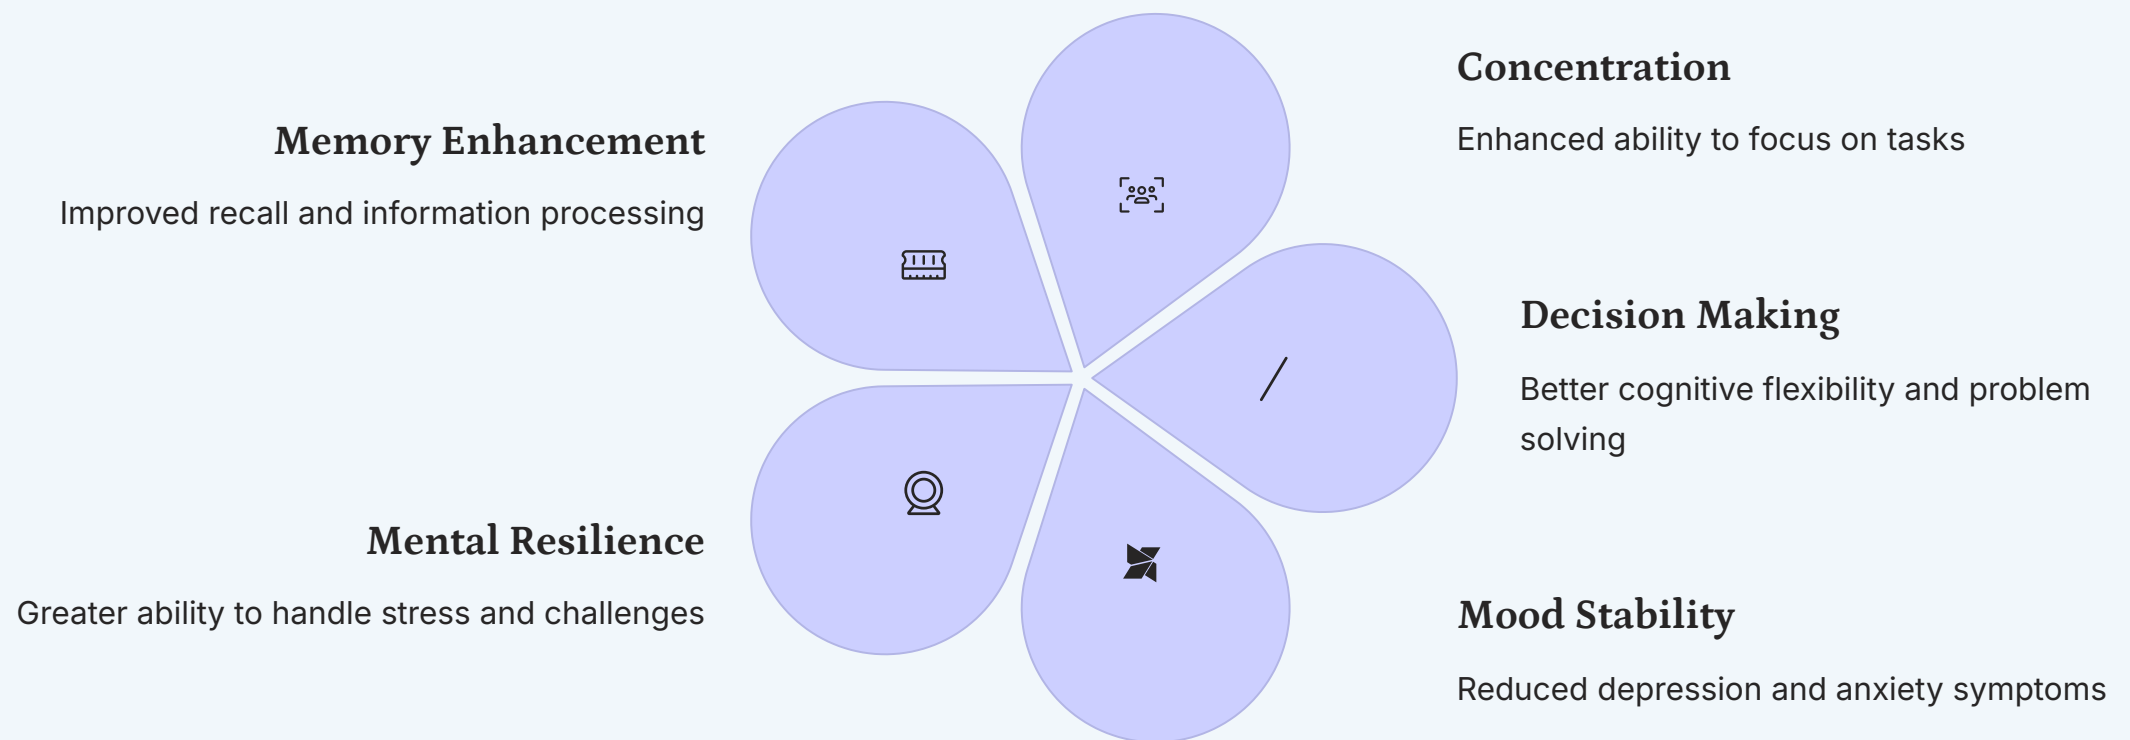 Memory Enhancement
Improved recall and information processing
Concentration
Enhanced ability to focus on tasks
Decision Making
Better cognitive flexibility and problem
solving
Mental Resilience
Greater ability to handle stress and challenges
Mood Stability
Reduced depression and anxiety symptoms